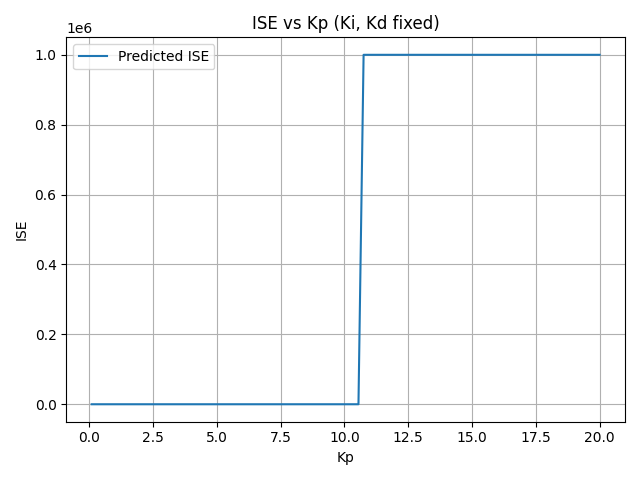 ISE vs Kp (Ki, Kd fixed)
1e6
Predicted ISE
1.0
0.8
0.6
0.4
0.2
0.0
ISE
0.0 2.5 5.0 7.5 10.0 12.5 15.0 17.5 20.0
Kp